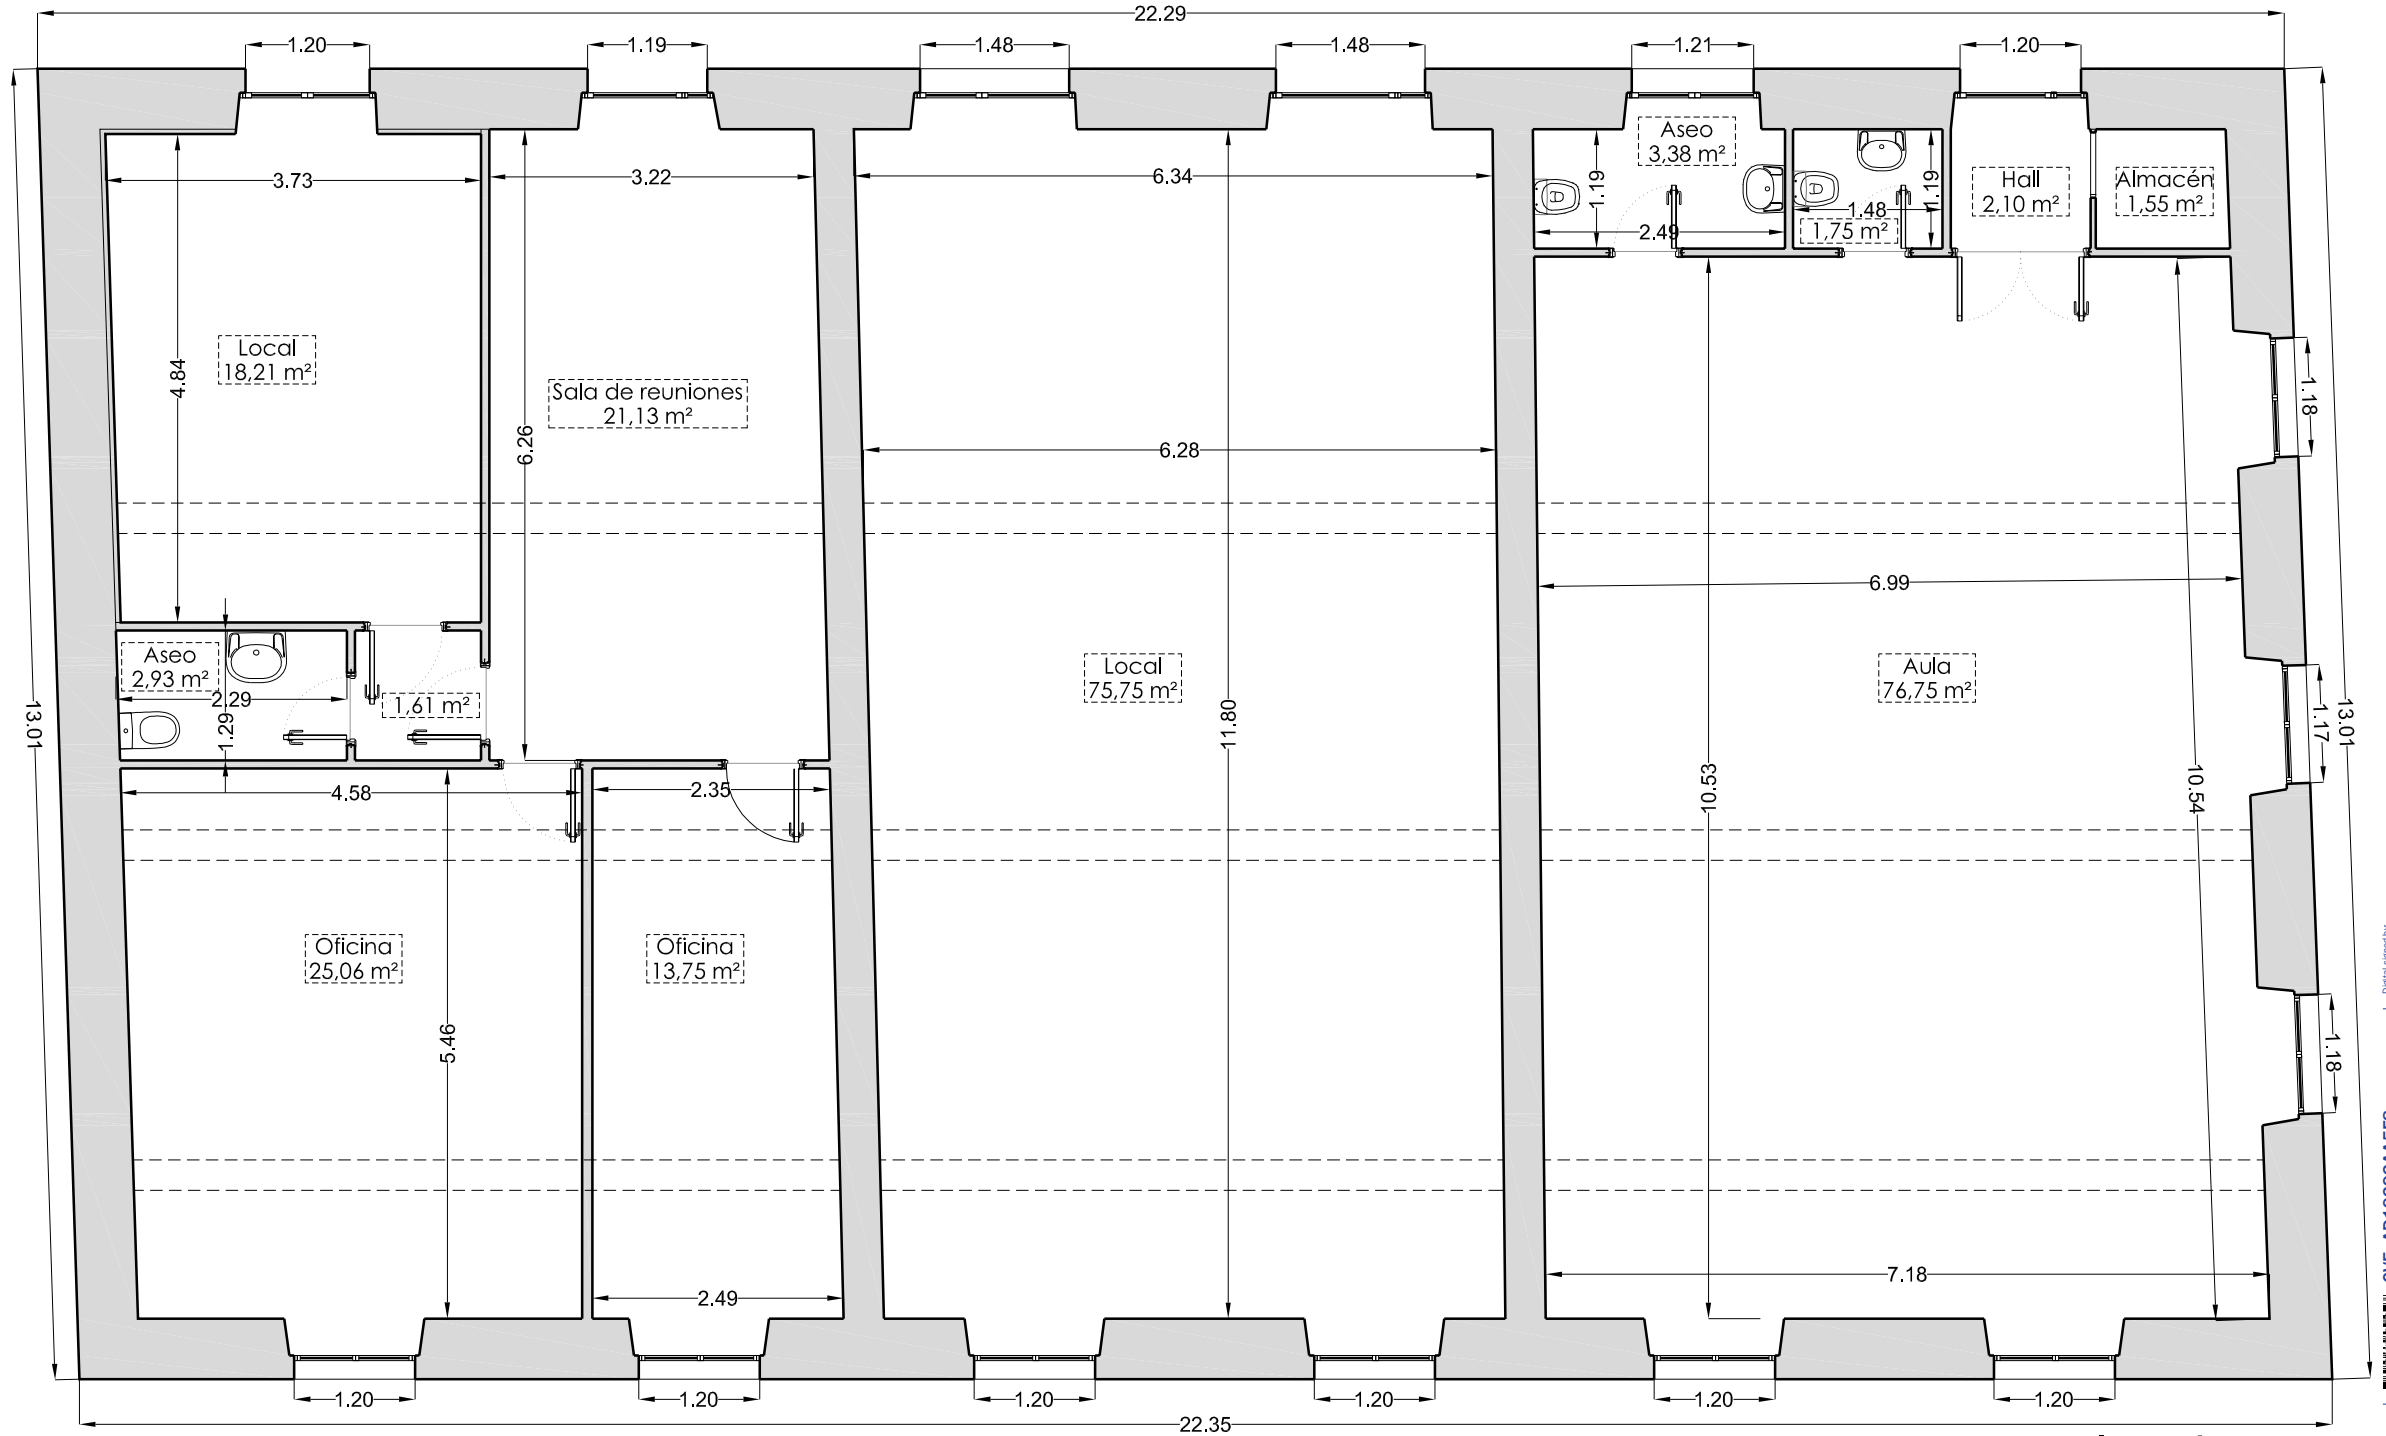 22.29
1.20
1.19
1.48
1.48
1.21
1.20
Aseo
3,38 m²
3.73
3.22
6.34
1.19
1.48
1.19
2.49
1,75 m²
Hall
2,10 m²
Almacén
1,55 m²
Local
18,21 m²
4.84
Sala de reuniones
21,13 m²
6.26
6.28
1.18
6.99
Aseo
2,93 m²
2.29
1.29
1,61 m²
13.01
Local
75,75 m²
11.80
Aula
76,75 m²
10.53
10.54
1.17
13.01
4.58
2.35
Oficina
25,06 m²
Oficina
13,75 m²
5.46
1.18
2.49
7.18
1.20
1.20
1.20
1.20
1.20
1.20
22.35